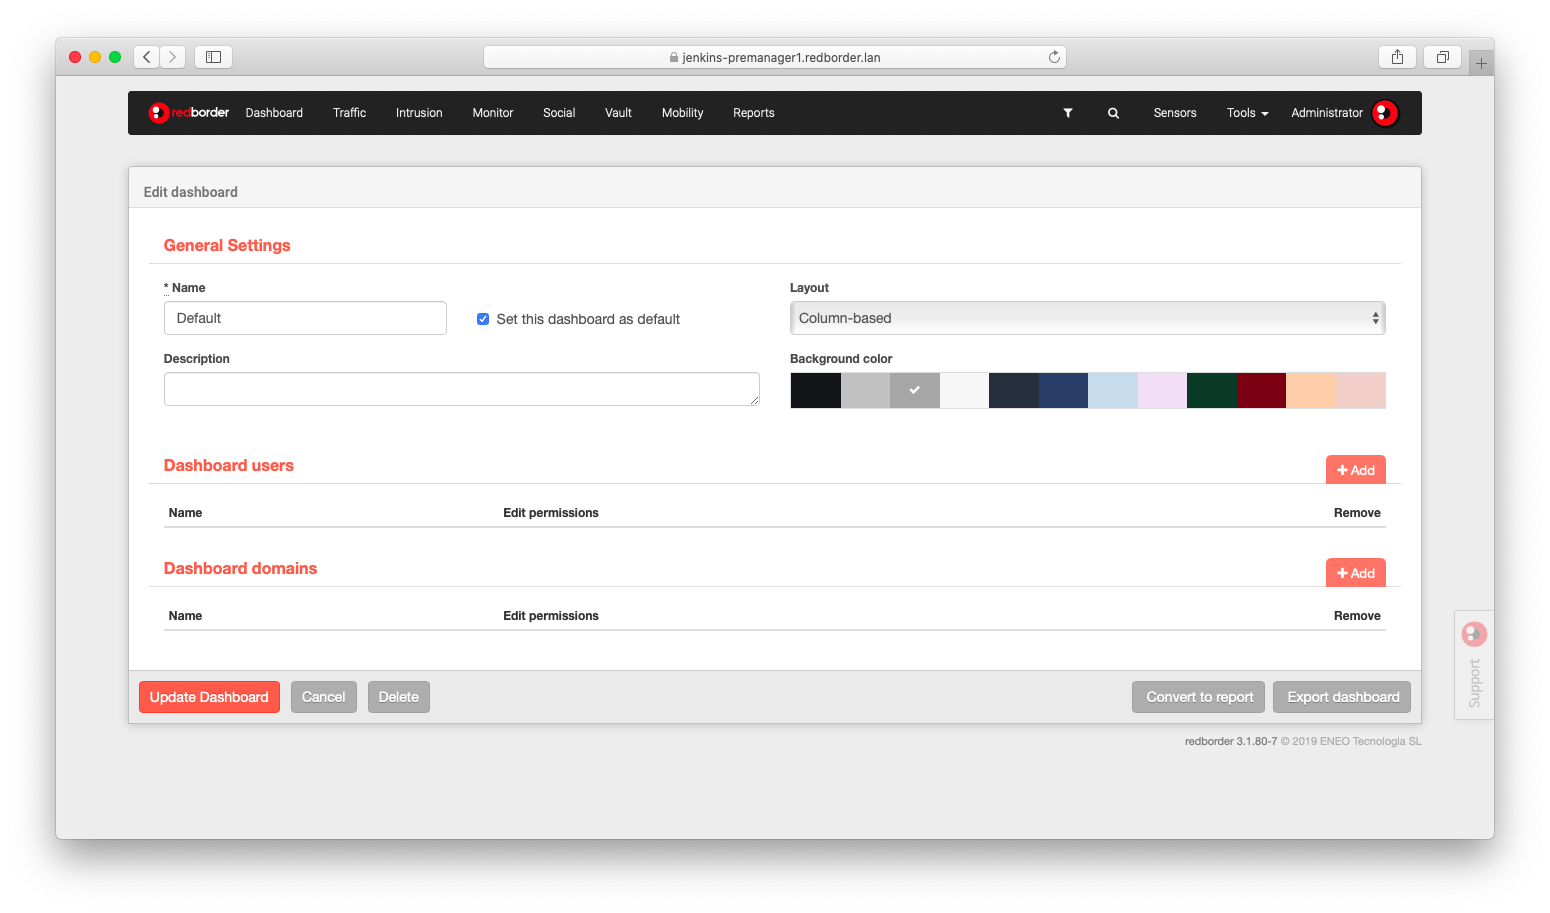 jenkins-premanager1.redborder.lan
redborder Dashboard Traffic Intrusion Monitor Social Vault Mobility Reports Sensors Tools Administrator
Edit dashboard
General Settings
* Name
Layout
Default
Set this dashboard as default
Column-based
Description
Background color
Dashboard users
Add
Name Edit permissions Remove
Dashboard domains
Add
Name Edit permissions Remove
Support
Update Dashboard Cancel Delete Convert to report Export dashboard
redborder 3.1.80-7 © 2019 ENEO Tecnologia SL